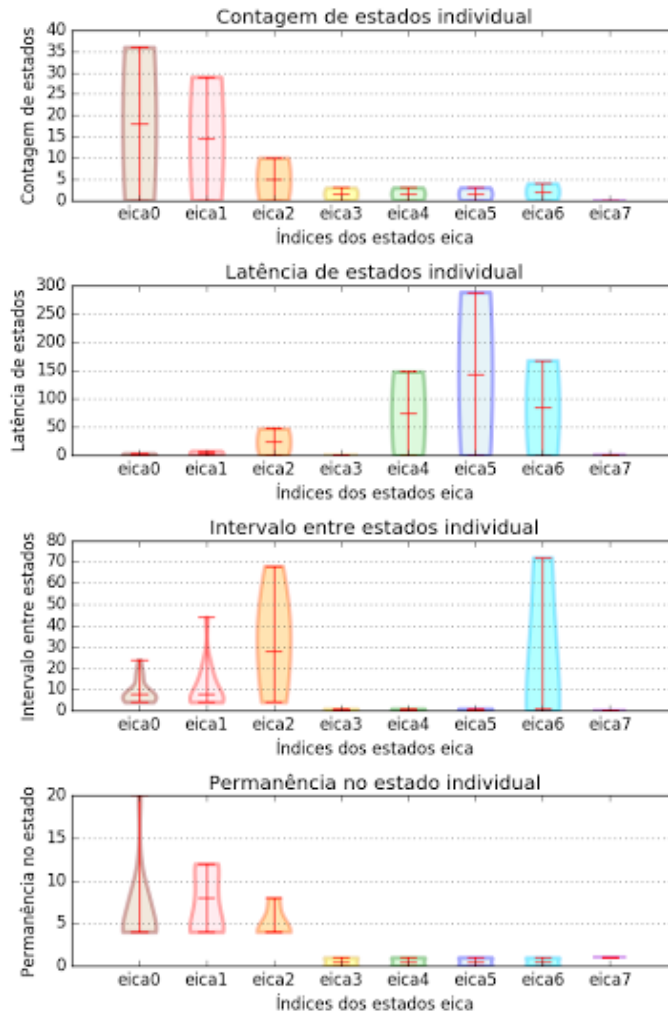 Contagem de estados individual
Contagem de estados
40
35
30
25
20
15
10
5
0
eica0 eica1 eica2 eica3 eica4 eica5 eica6 eica7
Índices dos estados eica
Latência de estados individual
Latência de estados
300
250
200
150
100
50
0
eica0 eica1 eica2 eica3 eica4 eica5 eica6 eica7
Índices dos estados eica
Intervalo entre estados individual
Intervalo entre estados
80
70
60
50
40
30
20
10
0
eica0 eica1 eica2 eica3 eica4 eica5 eica6 eica7
Índices dos estados eica
Permanência no estado individual
Permanência no estado
20
15
10
5
0
eica0 eica1 eica2 eica3 eica4 eica5 eica6 eica7
Índices dos estados eica